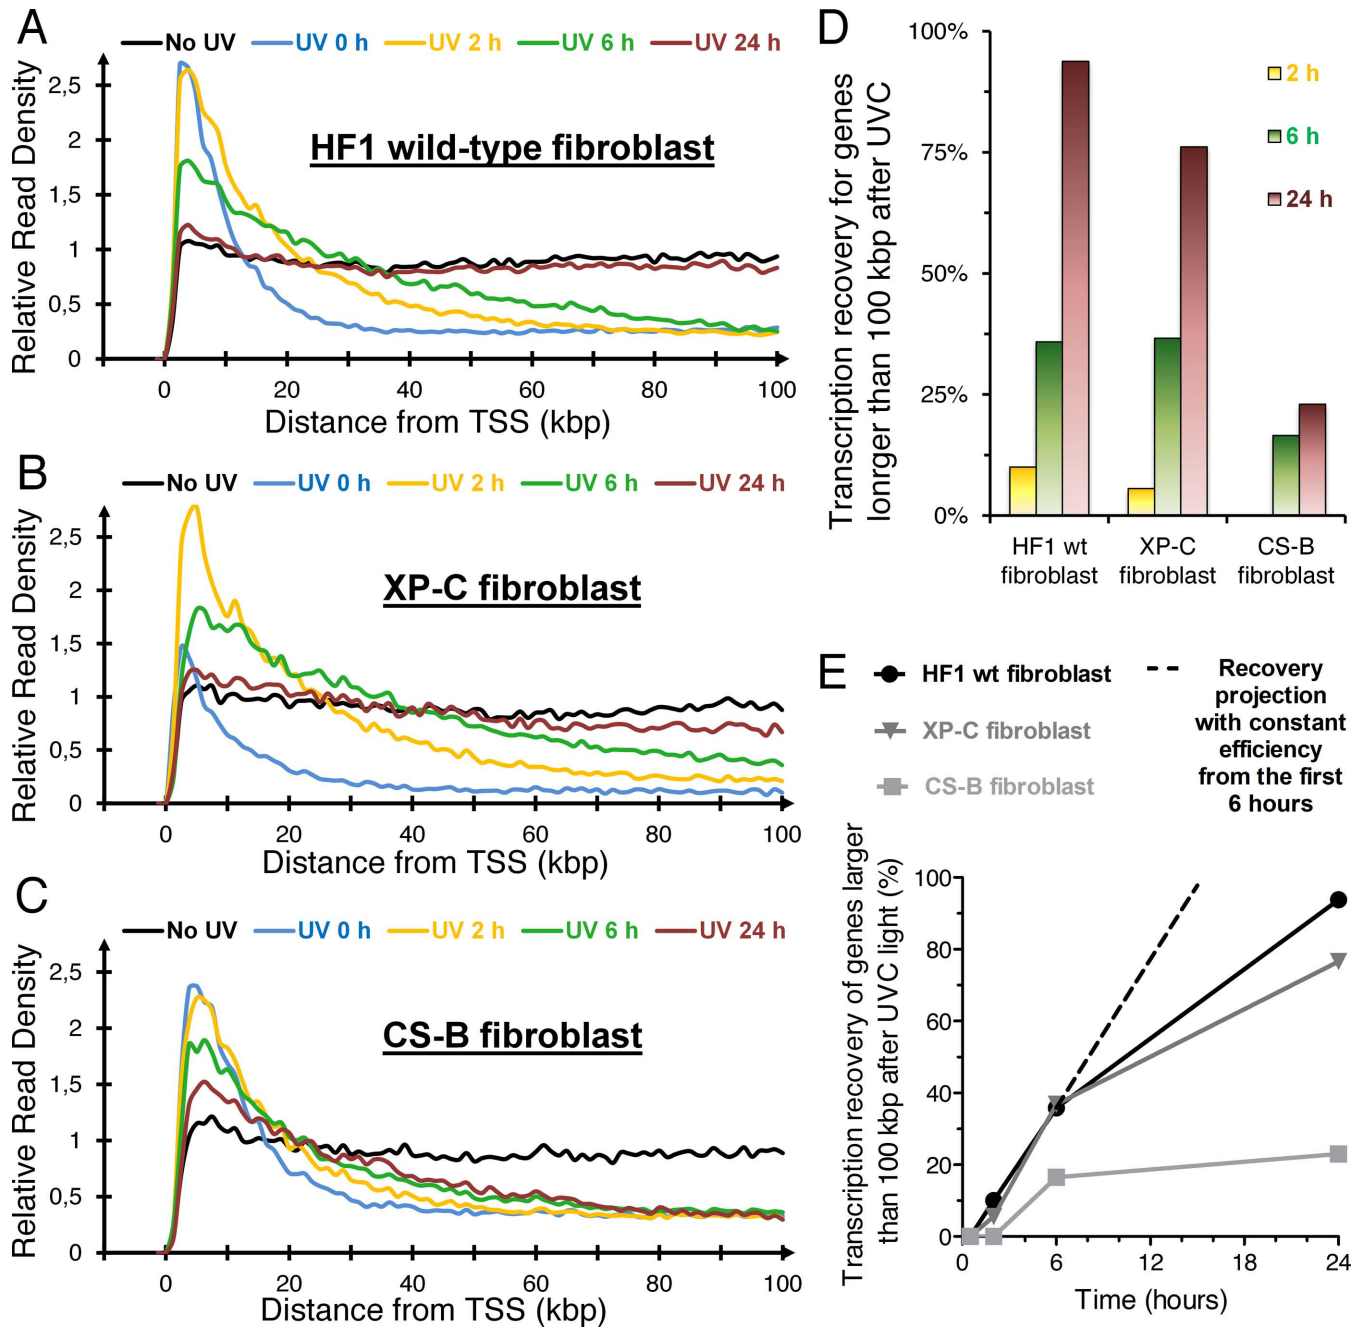 A
No UV UV 0 h UV 2 h UV 6 h UV 24 h
HF1 wild-type fibroblast
Relative Read Density
2,5
2
1,5
1
0,5
0
0 20 40 60 80 100
Distance from TSS (kbp)
B
No UV UV 0 h UV 2 h UV 6 h UV 24 h
XP-C fibroblast
Relative Read Density
2,5
2
1,5
1
0,5
0
0 20 40 60 80 100
Distance from TSS (kbp)
C
No UV UV 0 h UV 2 h UV 6 h UV 24 h
CS-B fibroblast
Relative Read Density
2,5
2
1,5
1
0,5
0
0 20 40 60 80 100
Distance from TSS (kbp)
D
Transcription recovery for genes
lonrger than 100 kbp after UVC
100%
75%
50%
25%
0%
2 h
6 h
24 h
HF1 wt XP-C CS-B
fibroblast fibroblast fibroblast
E
HF1 wt fibroblast
XP-C fibroblast
CS-B fibroblast
Recovery
projection
with constant
efficiency
from the first
6 hours
Transcription recovery of genes larger
than 100 kbp after UVC light (%)
100
80
60
40
20
0
0 6 12 18 24
Time (hours)